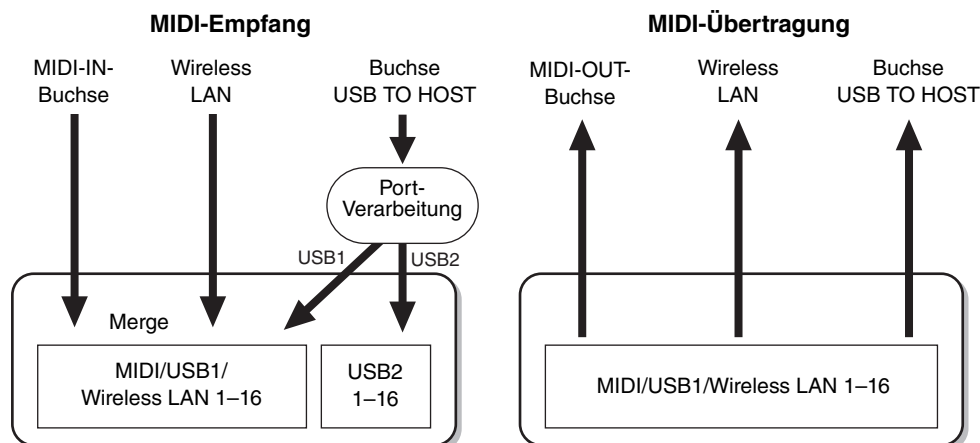 MIDI-Empfang
MIDI-IN-
Buchse
Wireless
LAN
Buchse
USB TO HOST
Port-
Verarbeitung
USB1
USB2
Merge
MIDI/USB1/
Wireless LAN 1–16
USB2
1–16
MIDI-Übertragung
MIDI-OUT-
Buchse
Wireless
LAN
Buchse
USB TO HOST
MIDI/USB1/Wireless LAN 1–16